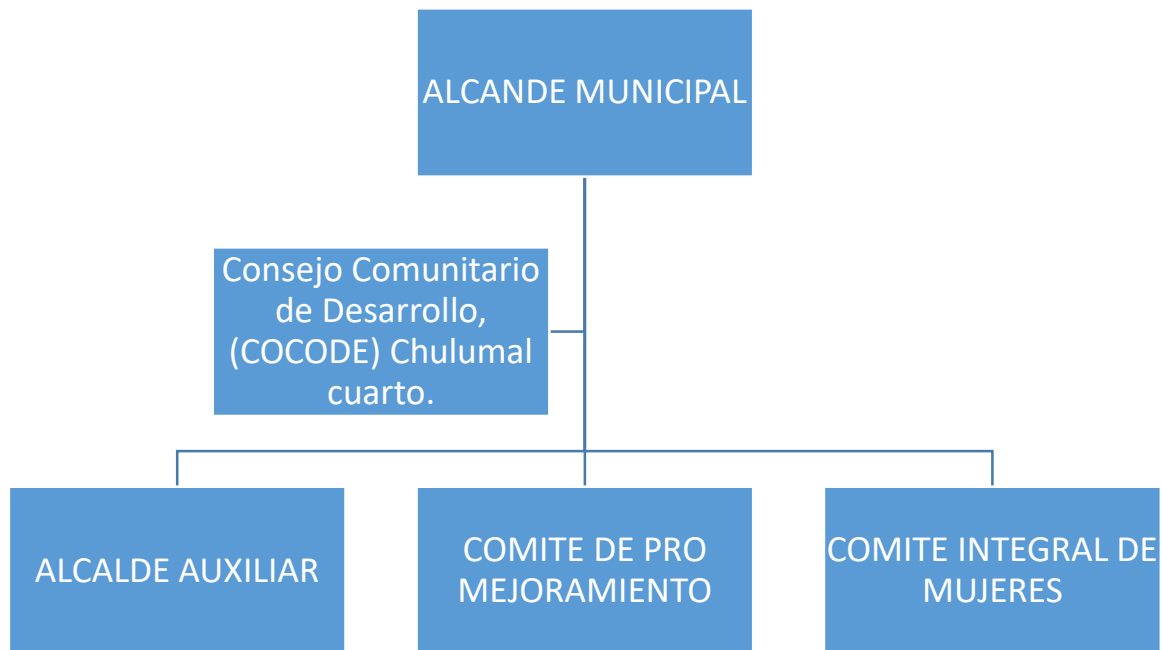 ALCANDE MUNICIPAL
Consejo Comunitario
de Desarrollo,
(COCODE) Chulumal
cuarto.
ALCALDE AUXILIAR
COMITE DE PRO
MEJORAMIENTO
COMITE INTEGRAL DE
MUJERES